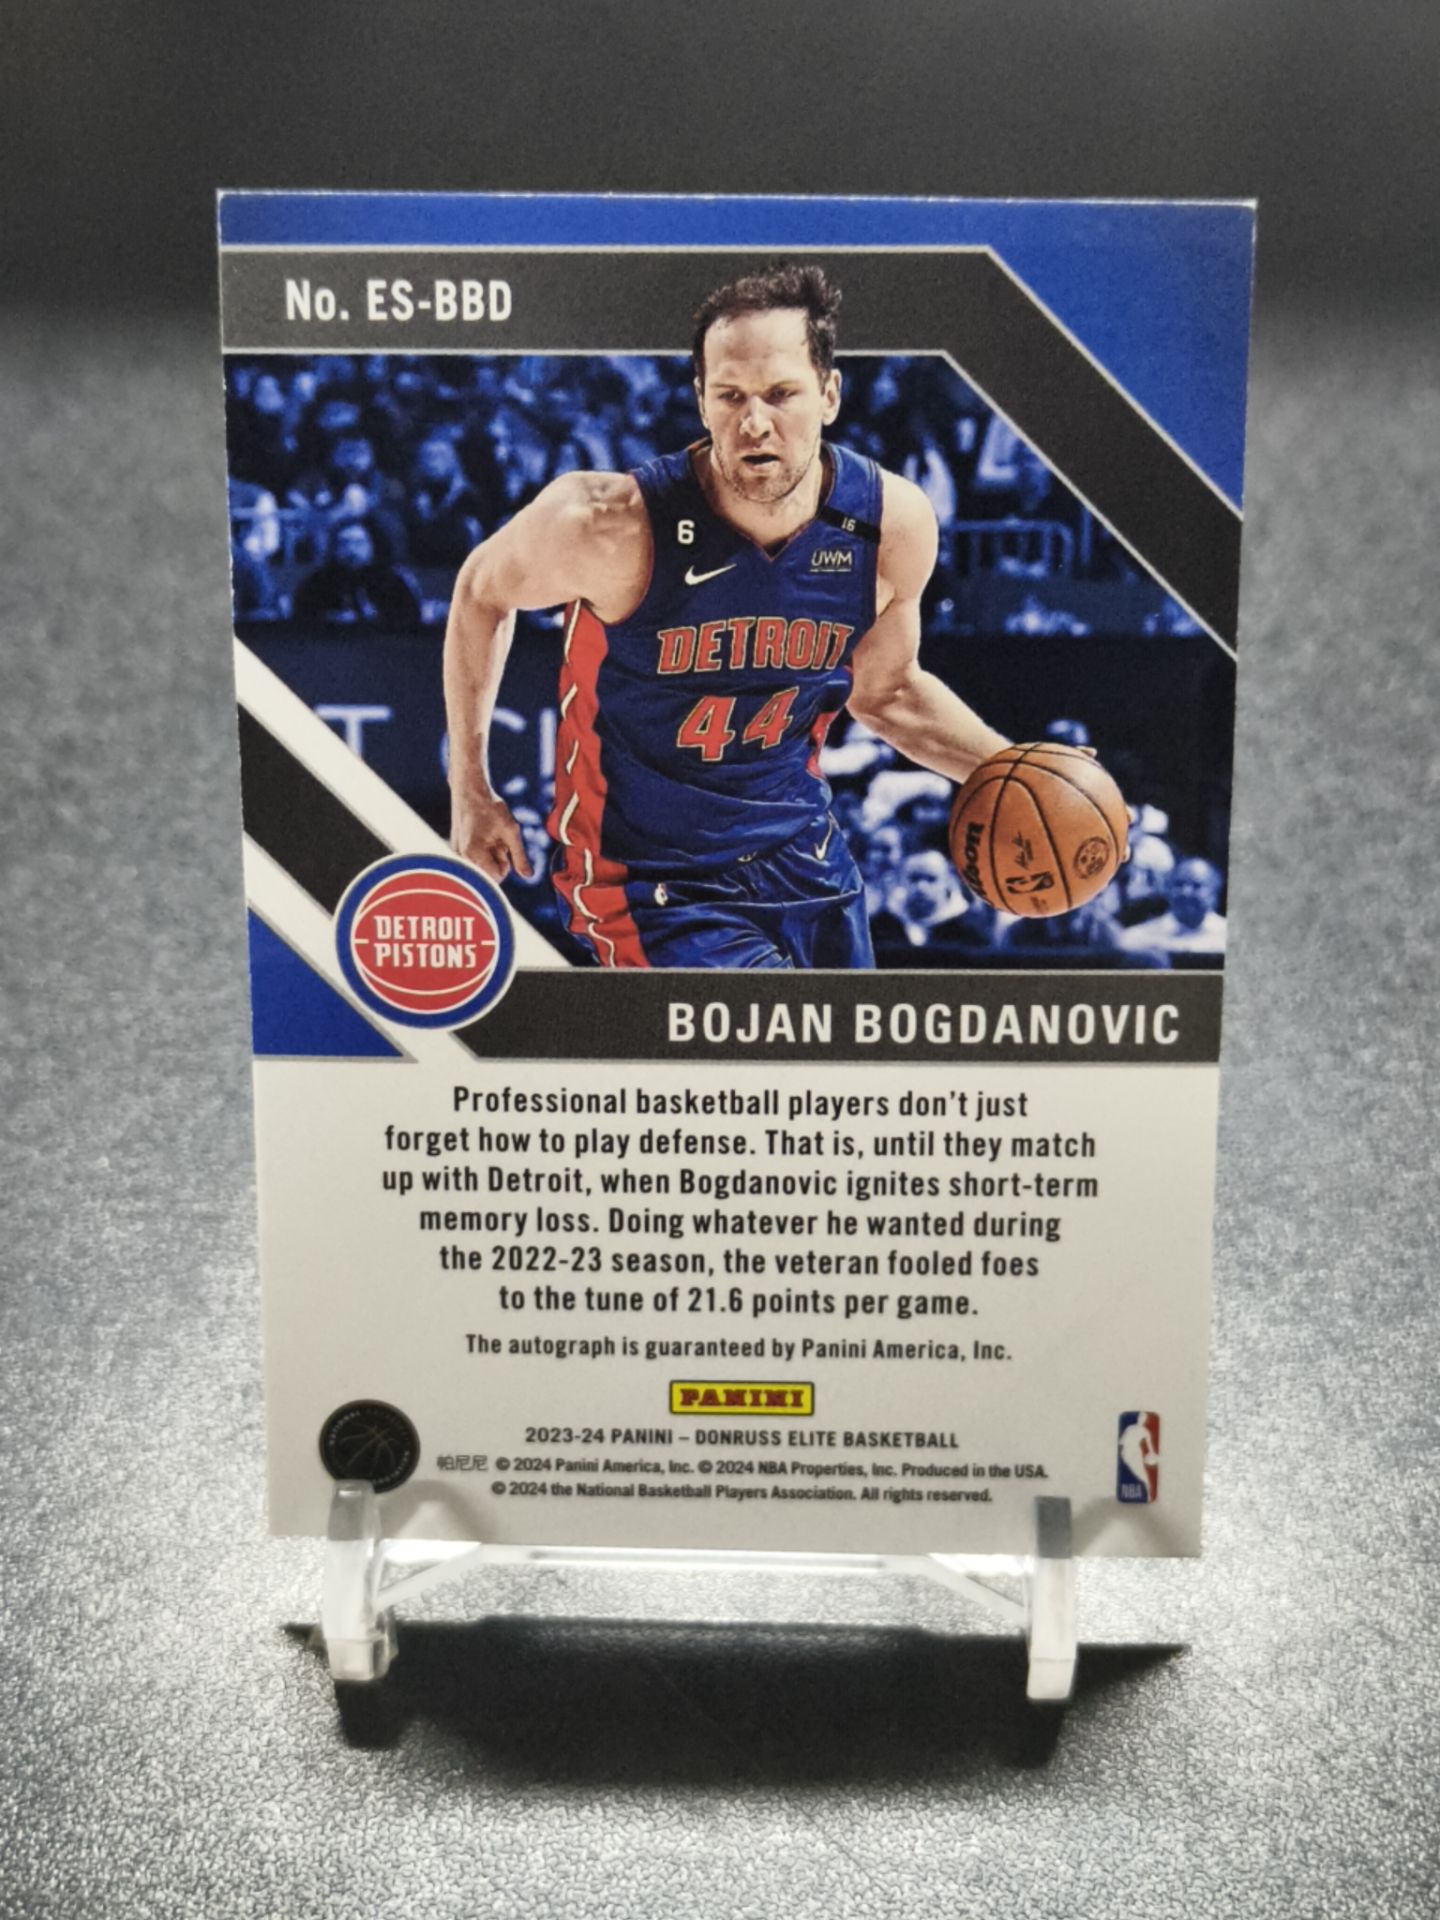 No. ES-BBD
6
16
UWM
DETROIT
44
T CI
wilson
DETROIT
PISTONS
BOJAN BOGDANOVIC
Professional basketball players don't just
forget how to play defense. That is, until they match
up with Detroit, when Bogdanovic ignites short-term
memory loss. Doing whatever he wanted during
the 2022-23 season, the veteran fooled foes
to the tune of 21.6 points per game.
The autograph is guaranteed by Panini America, Inc.
PANINI
2023-24 PANINI – DONRUSS ELITE BASKETBALL
帕尼尼 © 2024 Panini America, Inc. © 2024 NBA Properties, Inc. Produced in the USA.
© 2024 the National Basketball Players Association. All rights reserved.
NBA